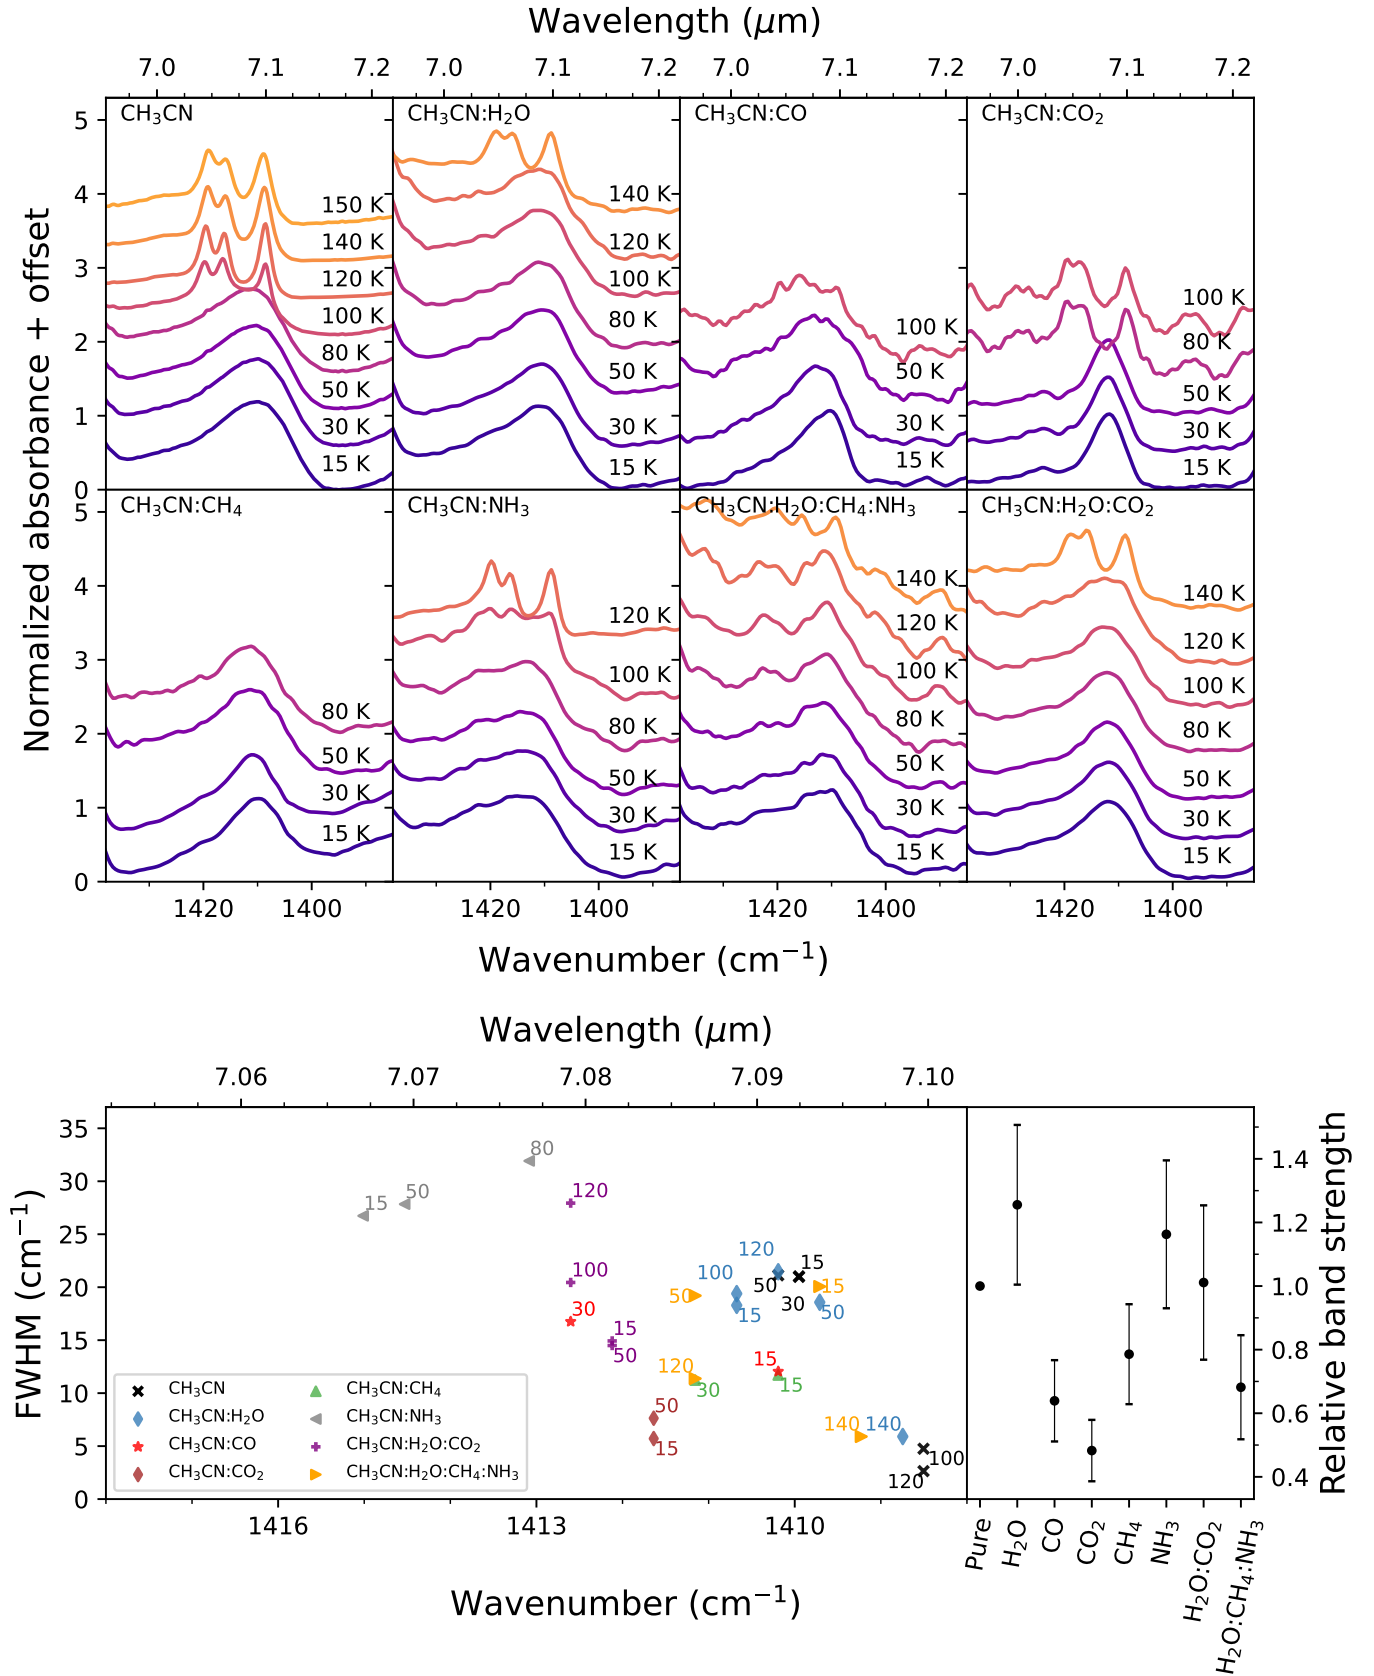 Wavelength (μm)
7.0 7.1 7.2 7.0 7.1 7.2 7.0 7.1 7.2 7.0 7.1 7.2
Normalized absorbance + offset
5
4
3
2
1
0
CH₃CN
150 K
140 K
120 K
100 K
80 K
50 K
30 K
15 K
CH₃CN:H₂O
140 K
120 K
100 K
80 K
50 K
30 K
15 K
CH₃CN:CO
100 K
50 K
30 K
15 K
CH₃CN:CO₂
100 K
80 K
50 K
30 K
15 K
5
4
3
2
1
0
CH₃CN:CH₄
80 K
50 K
30 K
15 K
CH₃CN:NH₃
120 K
100 K
80 K
50 K
30 K
15 K
CH₃CN:H₂O:CH₄:NH₃
140 K
120 K
100 K
80 K
50 K
30 K
15 K
CH₃CN:H₂O:CO₂
140 K
120 K
100 K
80 K
50 K
30 K
15 K
1420 1400 1420 1400 1420 1400 1420 1400
Wavenumber (cm⁻¹)
Wavelength (μm)
7.06 7.07 7.08 7.09 7.10
FWHM (cm⁻¹)
35
30
25
20
15
10
5
0
80
15 50
120
100
30
15
50
120
100
50 15
50
15 30 50
15
120
30
15
15
50
15
140 140
100
120
CH₃CN
CH₃CN:H₂O
CH₃CN:CO
CH₃CN:CO₂
CH₃CN:CH₄
CH₃CN:NH₃
CH₃CN:H₂O:CO₂
CH₃CN:H₂O:CH₄:NH₃
1416 1413 1410
Wavenumber (cm⁻¹)
1.4
1.2
1.0
0.8
0.6
0.4
Relative band strength
Pure
H₂O
CO
CO₂
CH₄
NH₃
H₂O:CO₂
H₂O:CH₄:NH₃